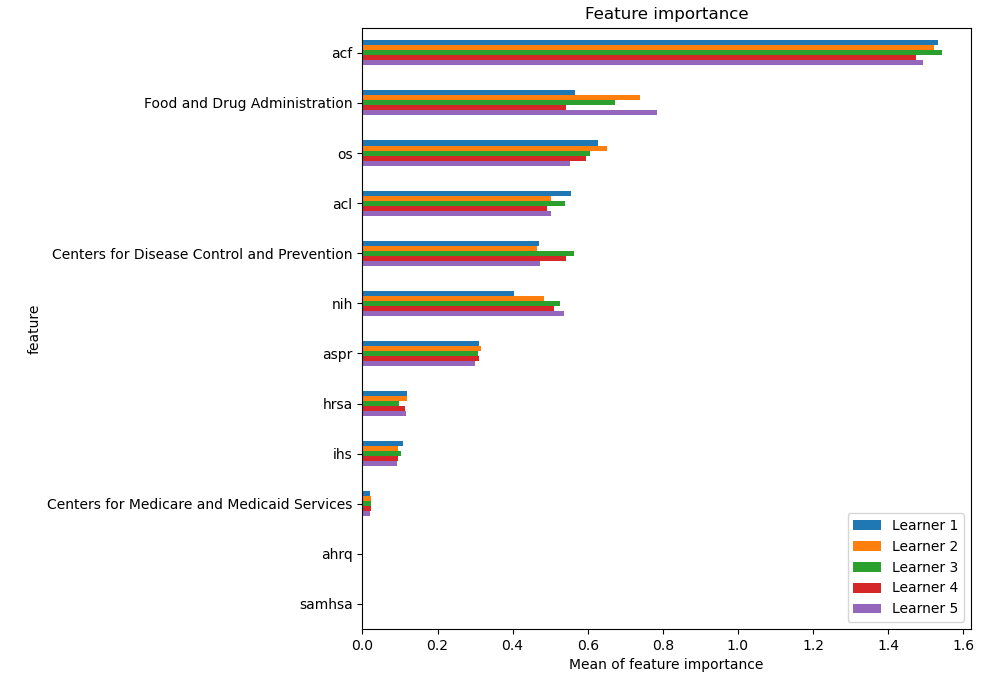 Feature importance
acf
Food and Drug Administration
os
acl
Centers for Disease Control and Prevention
nih
feature
aspr
hrsa
ihs
Centers for Medicare and Medicaid Services
ahrq
samhsa
Learner 1
Learner 2
Learner 3
Learner 4
Learner 5
0.0 0.2 0.4 0.6 0.8 1.0 1.2 1.4 1.6
Mean of feature importance